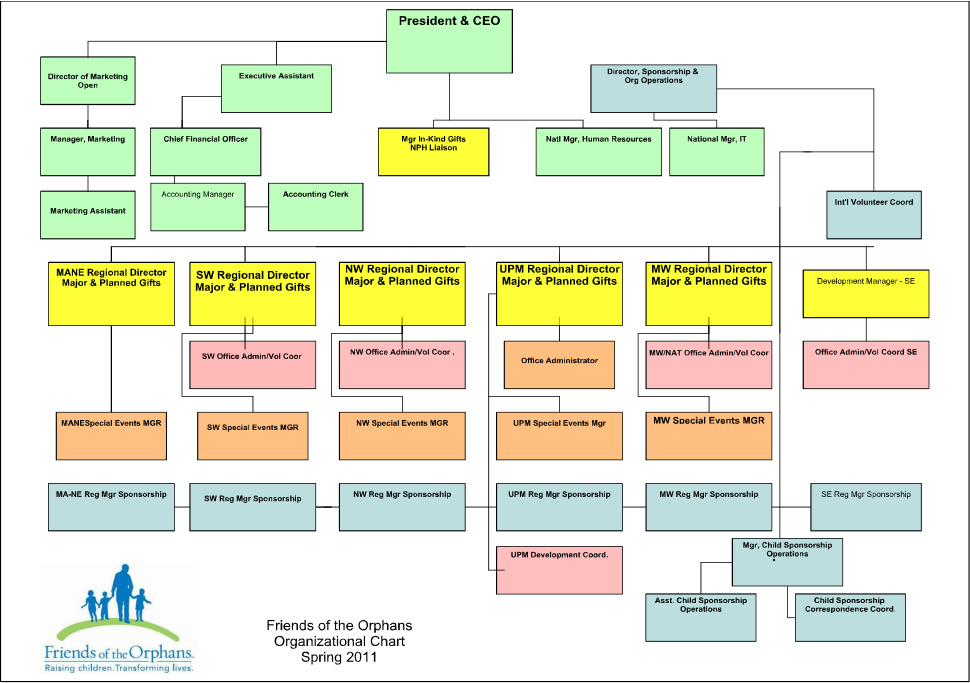 President & CEO
Director of Marketing
Open
Executive Assistant
Director, Sponsorship &
Org Operations
Manager, Marketing
Chief Financial Officer
Mgr In-Kind Gifts
NPH Liaison
Natl Mgr, Human Resources
National Mgr, IT
Marketing Assistant
Accounting Manager
Accounting Clerk
Int'l Volunteer Coord
MANE Regional Director
Major & Planned Gifts
SW Regional Director
Major & Planned Gifts
NW Regional Director
Major & Planned Gifts
UPM Regional Director
Major & Planned Gifts
MW Regional Director
Major & Planned Gifts
Development Manager - SE
SW Office Admin/Vol Coor
NW Office Admin/Vol Coor .
Office Administrator
MW/NAT Office Admin/Vol Coor
Office Admin/Vol Coord SE
MANESpecial Events MGR
SW Special Events MGR
NW Special Events MGR
UPM Special Events Mgr
MW Special Events MGR
MA-NE Reg Mgr Sponsorship
SW Reg Mgr Sponsorship
NW Reg Mgr Sponsorship
UPM Reg Mgr Sponsorship
MW Reg Mgr Sponsorship
SE Reg Mgr Sponsorship
UPM Development Coord.
Mgr, Child Sponsorship
Operations
Asst. Child Sponsorship
Operations
Child Sponsorship
Correspondence Coord.
Friends of the Orphans.
Raising children. Transforming lives.
Friends of the Orphans
Organizational Chart
Spring 2011